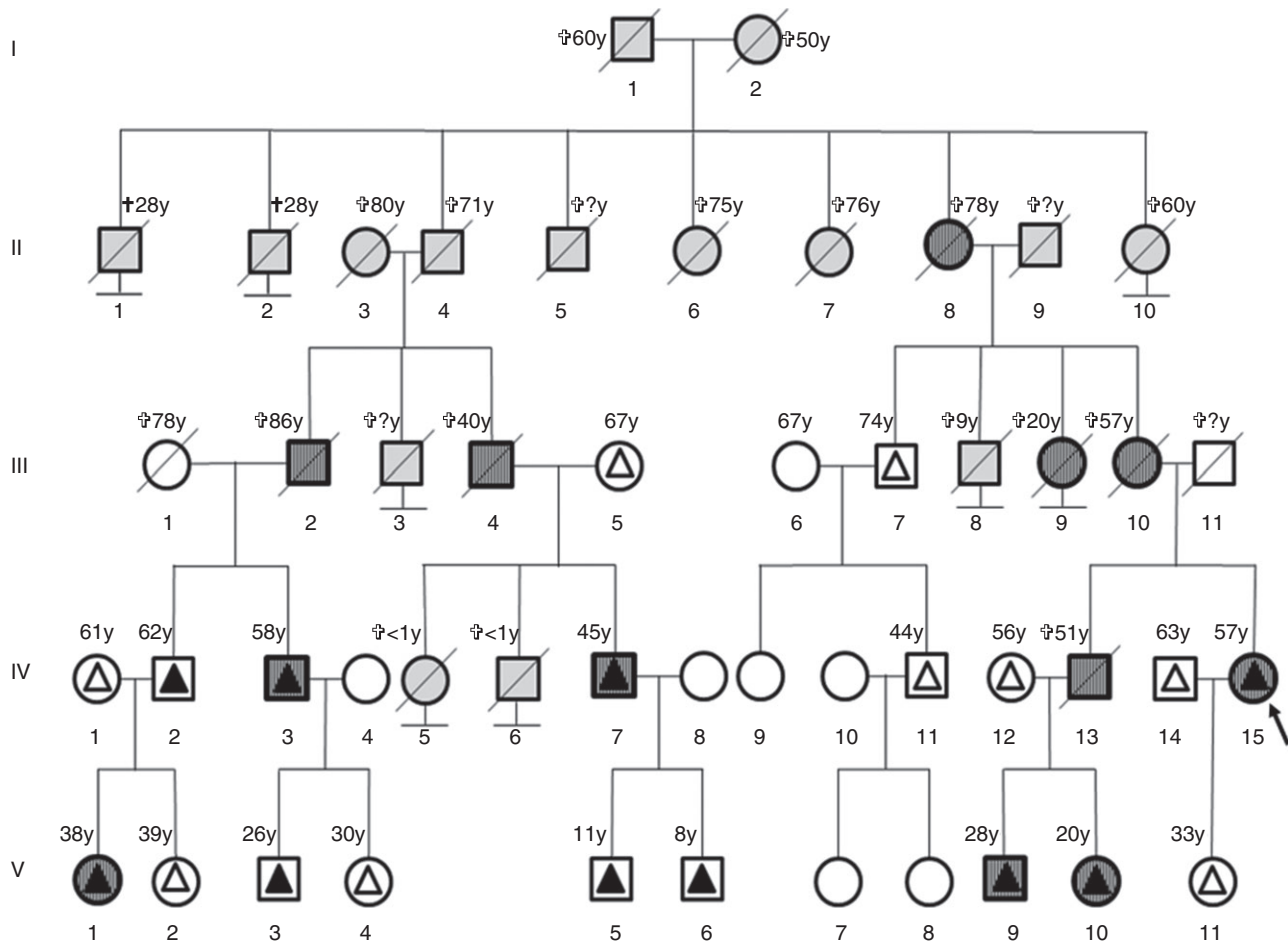 I
✞60y
✞50y
1 2
✝28y ✝28y ✞80y ✞71y ✞?y ✞75y ✞76y ✞78y ✞?y ✞60y
II
1 2 3 4 5 6 7 8 9 10
✞78y ✞86y ✞?y ✞40y 67y 67y 74y ✞9y ✞20y ✞57y ✞?y
III
1 2 3 4 5 6 7 8 9 10 11
61y 62y 58y ✞<1y ✞<1y 45y 44y 56y ✞51y 63y 57y
IV
1 2 3 4 5 6 7 8 9 10 11 12 13 14 15
38y 39y 26y 30y 11y 8y 28y 20y 33y
V
1 2 3 4 5 6 7 8 9 10 11